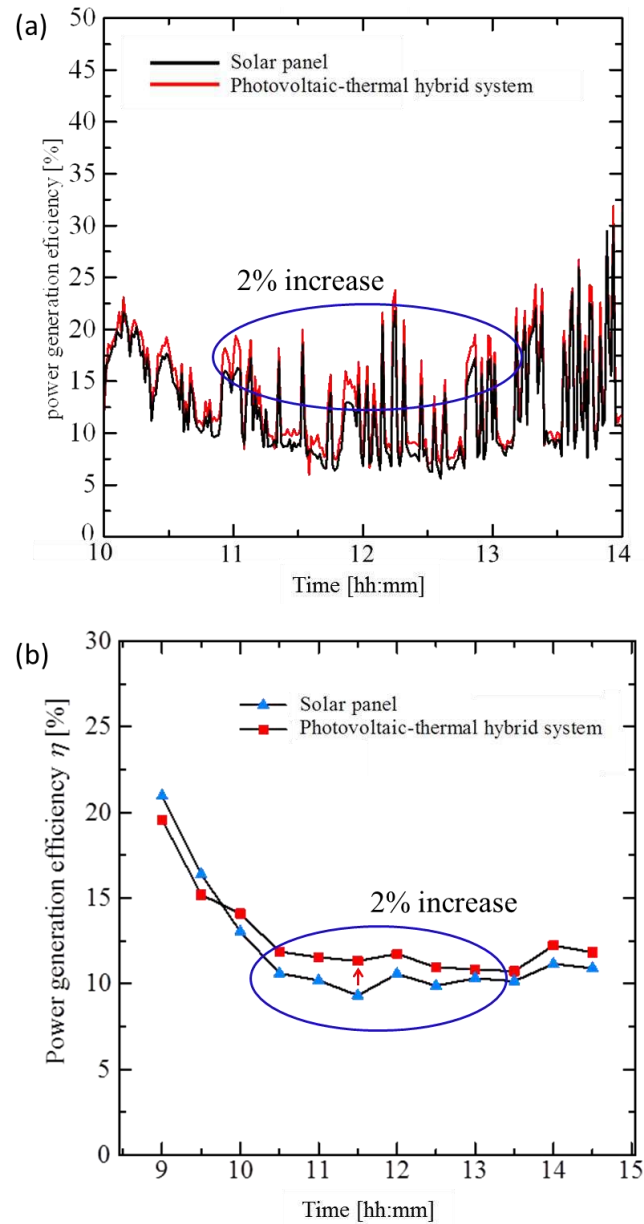 (a)
50
45
40
35
30
25
20
15
10
5
0
power generation eficiency [%]
Solar panel
Photovoltaic-thermal hybrid system
2% increase
10
11
12
13
14
Time [hh:mm]
(b)
30
25
20
15
10
5
0
Power generation efficiency η [%]
Solar panel
Photovoltaic-thermal hybrid system
2% increase
9
10
11
12
13
14
15
Time [hh:mm]